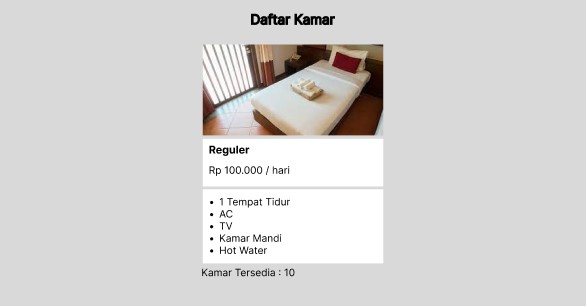 Daftar Kamar
Reguler
Rp 100.000 / hari
• 1 Tempat Tidur
• AC
• TV
• Kamar Mandi
• Hot Water
Kamar Tersedia : 10